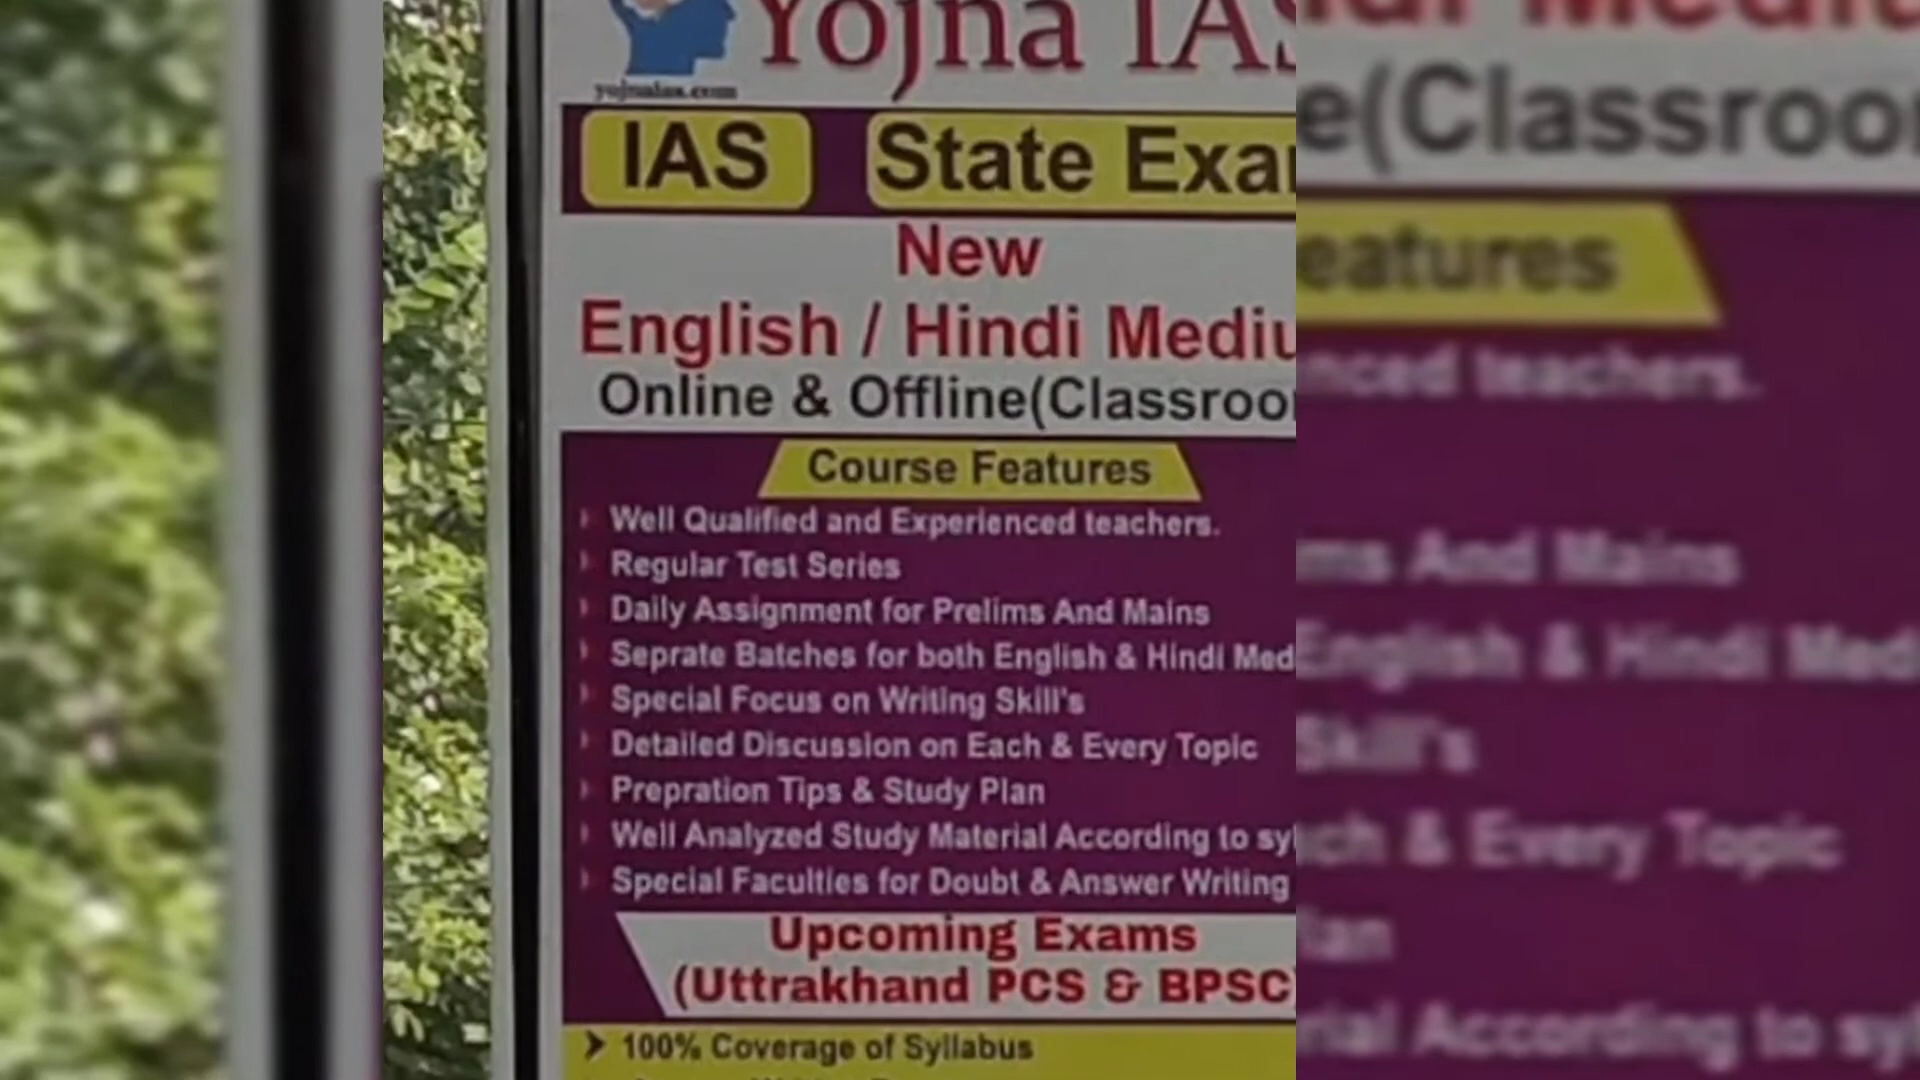 Yojna IAS
yojnaias.com
IAS State Exa
New
English / Hindi Mediu
Online & Offline(Classroo
Course Features
Well Qualified and Experienced teachers.
Regular Test Series
Daily Assignment for Prelims And Mains
Seprate Batches for both English & Hindi Med
Special Focus on Writing Skill's
Detailed Discussion on Each & Every Topic
Prepration Tips & Study Plan
Well Analyzed Study Material According to syl
Special Faculties for Doubt & Answer Writing
Upcoming Exams
(Uttrakhand PCS & BPSC)
100% Coverage of Syllabus